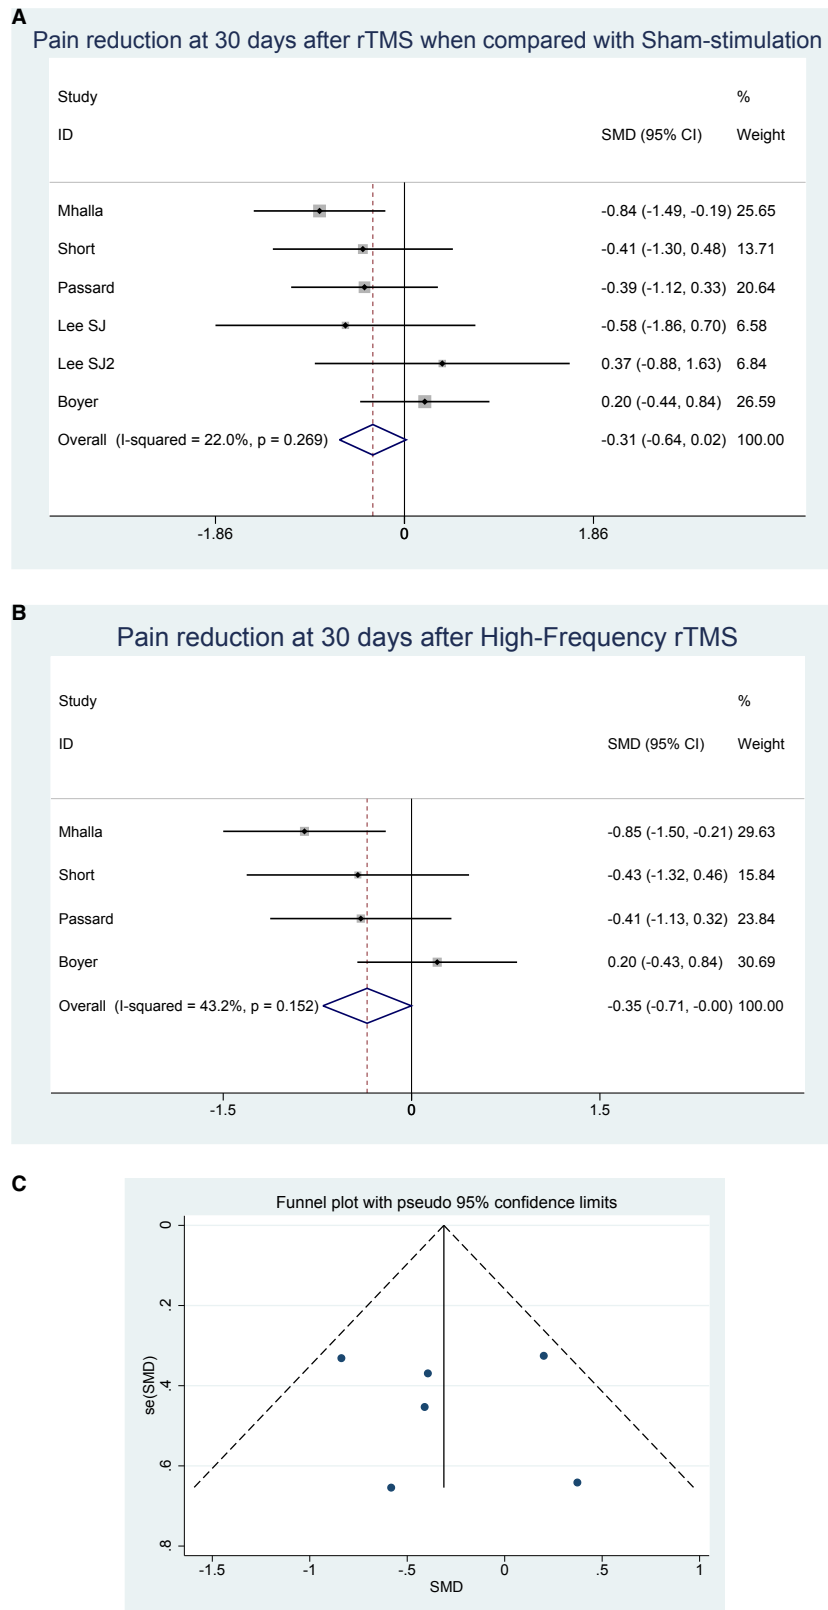 A
Pain reduction at 30 days after rTMS when compared with Sham-stimulation
Study %
ID SMD (95% CI) Weight
Mhalla -0.84 (-1.49, -0.19) 25.65
Short -0.41 (-1.30, 0.48) 13.71
Passard -0.39 (-1.12, 0.33) 20.64
Lee SJ -0.58 (-1.86, 0.70) 6.58
Lee SJ2 0.37 (-0.88, 1.63) 6.84
Boyer 0.20 (-0.44, 0.84) 26.59
Overall (I-squared = 22.0%, p = 0.269) -0.31 (-0.64, 0.02) 100.00
-1.86 0 1.86
B
Pain reduction at 30 days after High-Frequency rTMS
Study %
ID SMD (95% CI) Weight
Mhalla -0.85 (-1.50, -0.21) 29.63
Short -0.43 (-1.32, 0.46) 15.84
Passard -0.41 (-1.13, 0.32) 23.84
Boyer 0.20 (-0.43, 0.84) 30.69
Overall (I-squared = 43.2%, p = 0.152) -0.35 (-0.71, -0.00) 100.00
-1.5 0 1.5
C
Funnel plot with pseudo 95% confidence limits
0
.2
.4
.6
.8
se(SMD)
-1.5 -1 -.5 0 .5 1
SMD